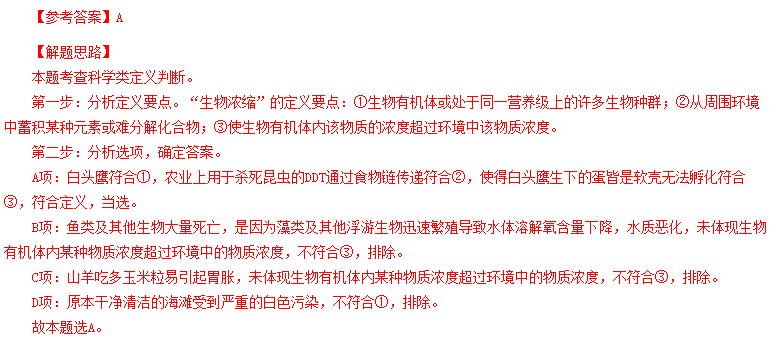 【参考答案】A
【解题思路】
本题考查科学类定义判断。
第一步：分析定义要点。“生物浓缩”的定义要点：①生物有机体或处于同一营养级上的许多生物种群；②从周围环境
中蓄积某种元素或难分解化合物；③使生物有机体内该物质的浓度超过环境中该物质浓度。
第二步：分析选项，确定答案。
A项：白头鹰符合①，农业上用于杀死昆虫的DDT通过食物链传递符合②，使得白头鹰生下的蛋皆是软壳无法孵化符合
③，符合定义，当选。
B项：鱼类及其他生物大量死亡，是因为藻类及其他浮游生物迅速繁殖导致水体溶解氧含量下降，水质恶化，未体现生物
有机体内某种物质浓度超过环境中的物质浓度，不符合③，排除。
C项：山羊吃多玉米粒易引起胃胀，未体现生物有机体内某种物质浓度超过环境中的物质浓度，不符合③，排除。
D项：原本干净清洁的海滩受到严重的白色污染，不符合①，排除。
故本题选A。